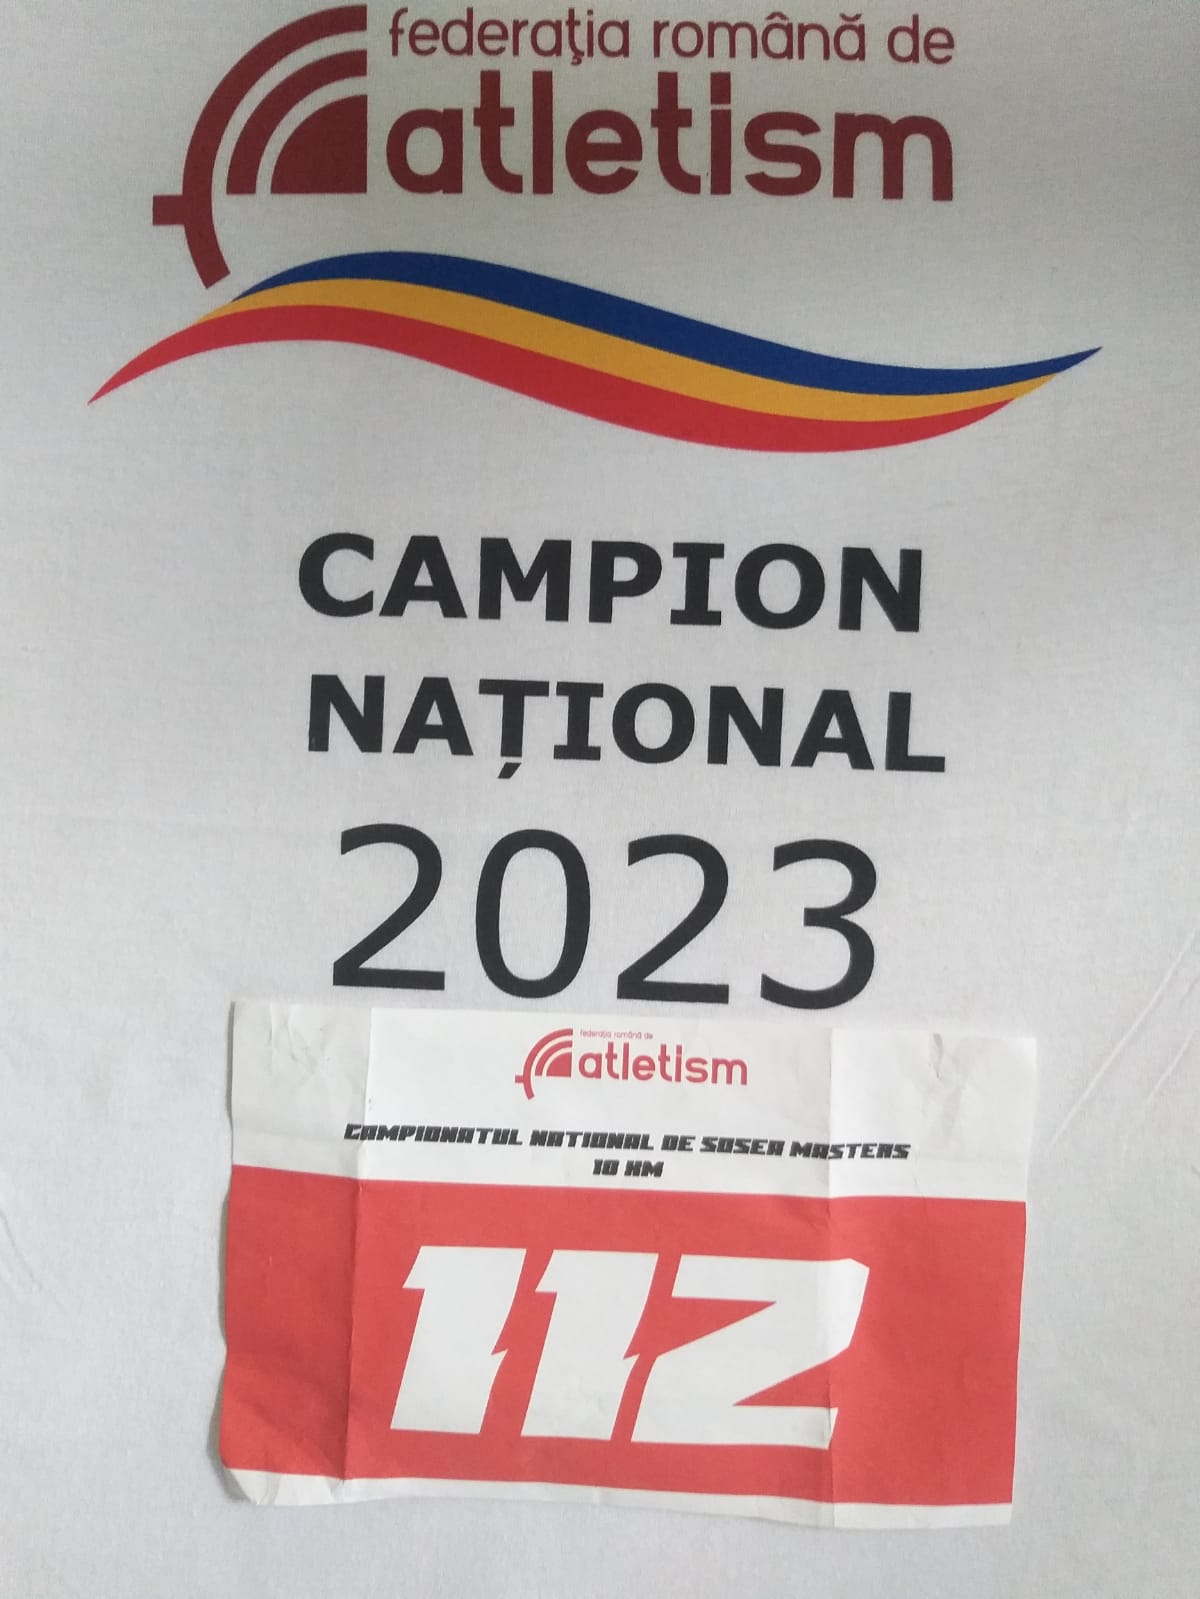 federaţia română de
atletism
CAMPION
NAȚIONAL
2023
federaţia română de
atletism
CAMPIONATUL NATIONAL DE SOSEA MASTERS
10 KM
112